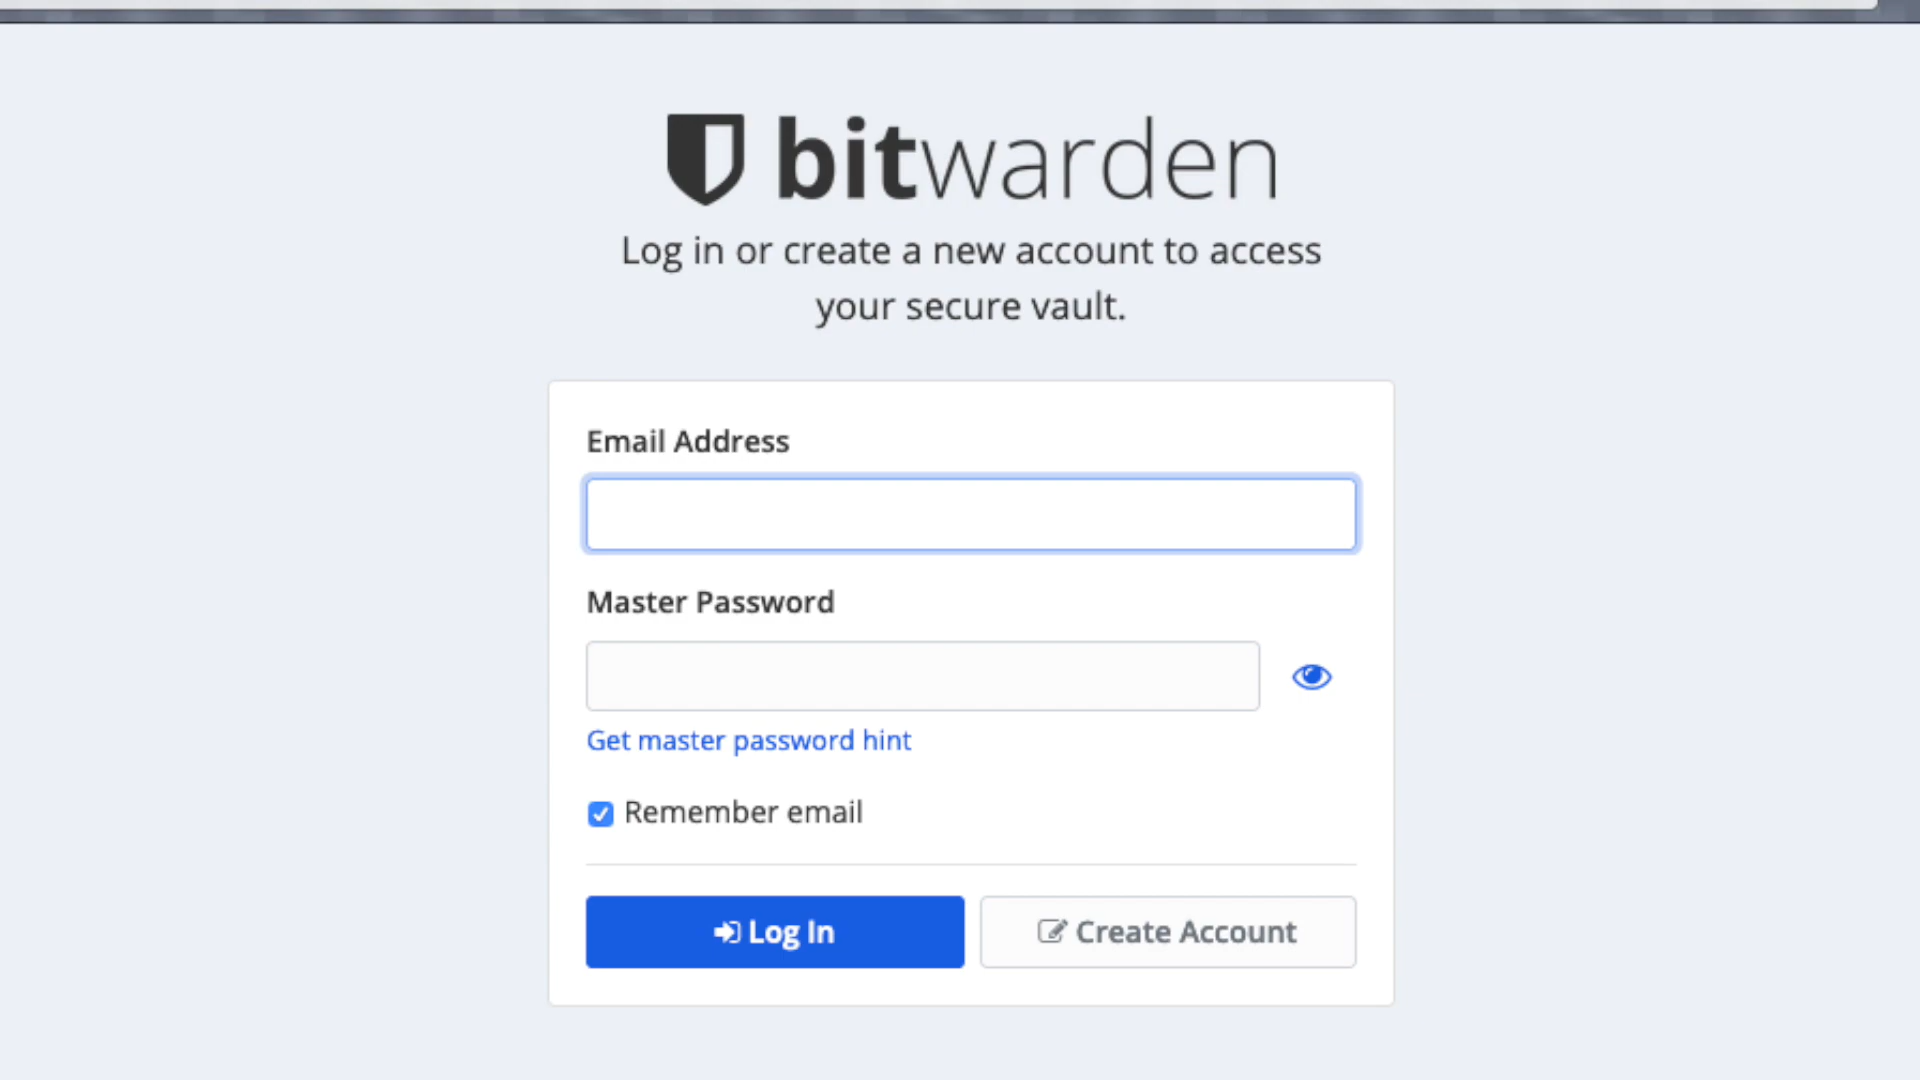 bitwarden
Log in or create a new account to access
your secure vault.
Email Address
Master Password
Get master password hint
Remember email
Log In
Create Account